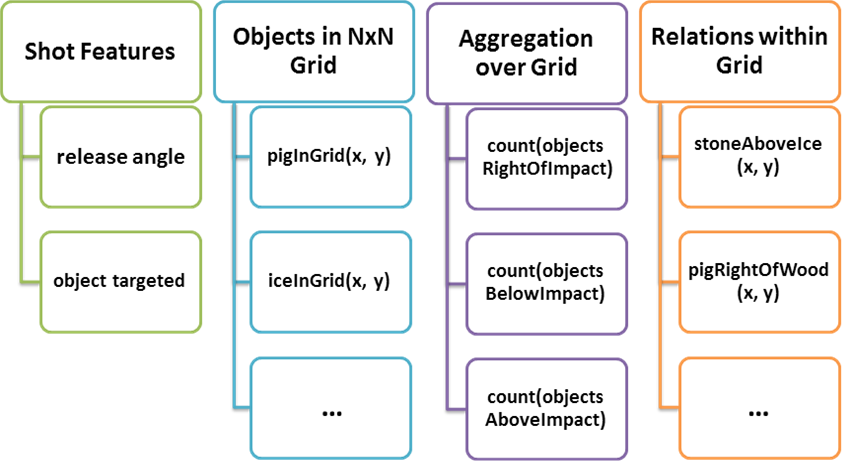 Shot Features
release angle
object targeted
Objects in NxN
Grid
pigInGrid(x, y)
iceInGrid(x, y)
...
Aggregation
over Grid
count(objects
RightOfImpact)
count(objects
BelowImpact)
count(objects
AboveImpact)
Relations within
Grid
stoneAboveIce
(x, y)
pigRightOfWood
(x, y)
...